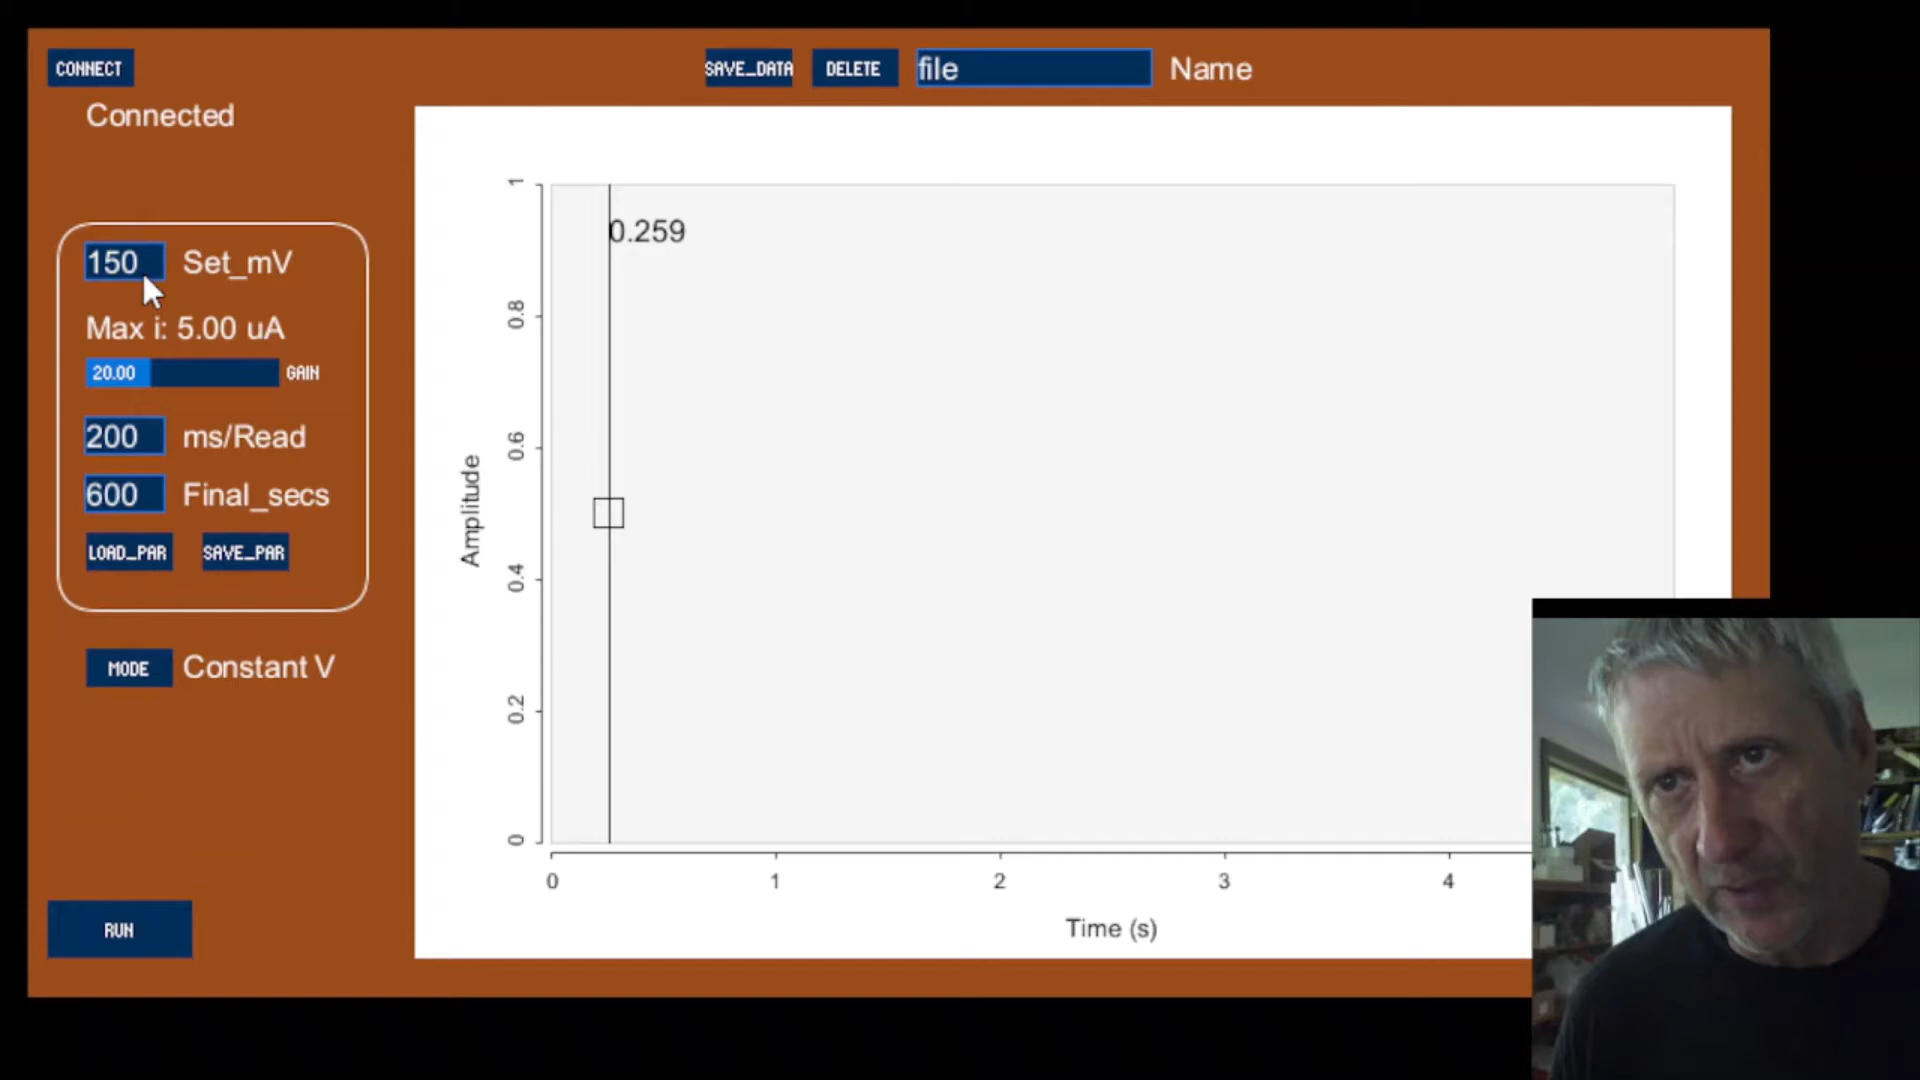 CONNECT
SAVE_DATA
DELETE
file
Name
Connected
150
Set_mV
Max i: 5.00 uA
20.00
GAIN
200
ms/Read
600
Final_secs
LOAD_PAR
SAVE_PAR
MODE
Constant V
RUN
0.259
1
0.8
0.6
0.4
0.2
0
Amplitude
0
1
2
3
4
Time (s)